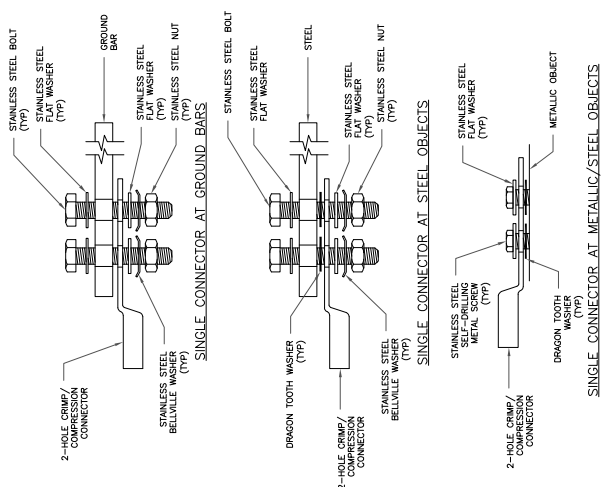 STAINLESS STEEL BOLT
(TYP)
STAINLESS STEEL
FLAT WASHER
(TYP)
GROUND
BAR
STAINLESS STEEL
FLAT WASHER
(TYP)
STAINLESS STEEL NUT
(TYP)
2-HOLE CRIMP/
COMPRESSION
CONNECTOR
STAINLESS STEEL
BELLVILLE WASHER
(TYP)
SINGLE CONNECTOR AT GROUND BARS
STAINLESS STEEL BOLT
(TYP)
STAINLESS STEEL
FLAT WASHER
(TYP)
STEEL
STAINLESS STEEL
FLAT WASHER
(TYP)
STAINLESS STEEL NUT
(TYP)
DRAGON TOOTH WASHER
(TYP)
2-HOLE CRIMP/
COMPRESSION
CONNECTOR
STAINLESS STEEL
BELLVILLE WASHER
(TYP)
SINGLE CONNECTOR AT STEEL OBJECTS
STAINLESS STEEL
SELF-DRILLING
METAL SCREW
(TYP)
STAINLESS STEEL
FLAT WASHER
(TYP)
METALLIC OBJECT
2-HOLE CRIMP/
COMPRESSION
CONNECTOR
DRAGON TOOTH
WASHER
(TYP)
SINGLE CONNECTOR AT METALLIC/STEEL OBJECTS